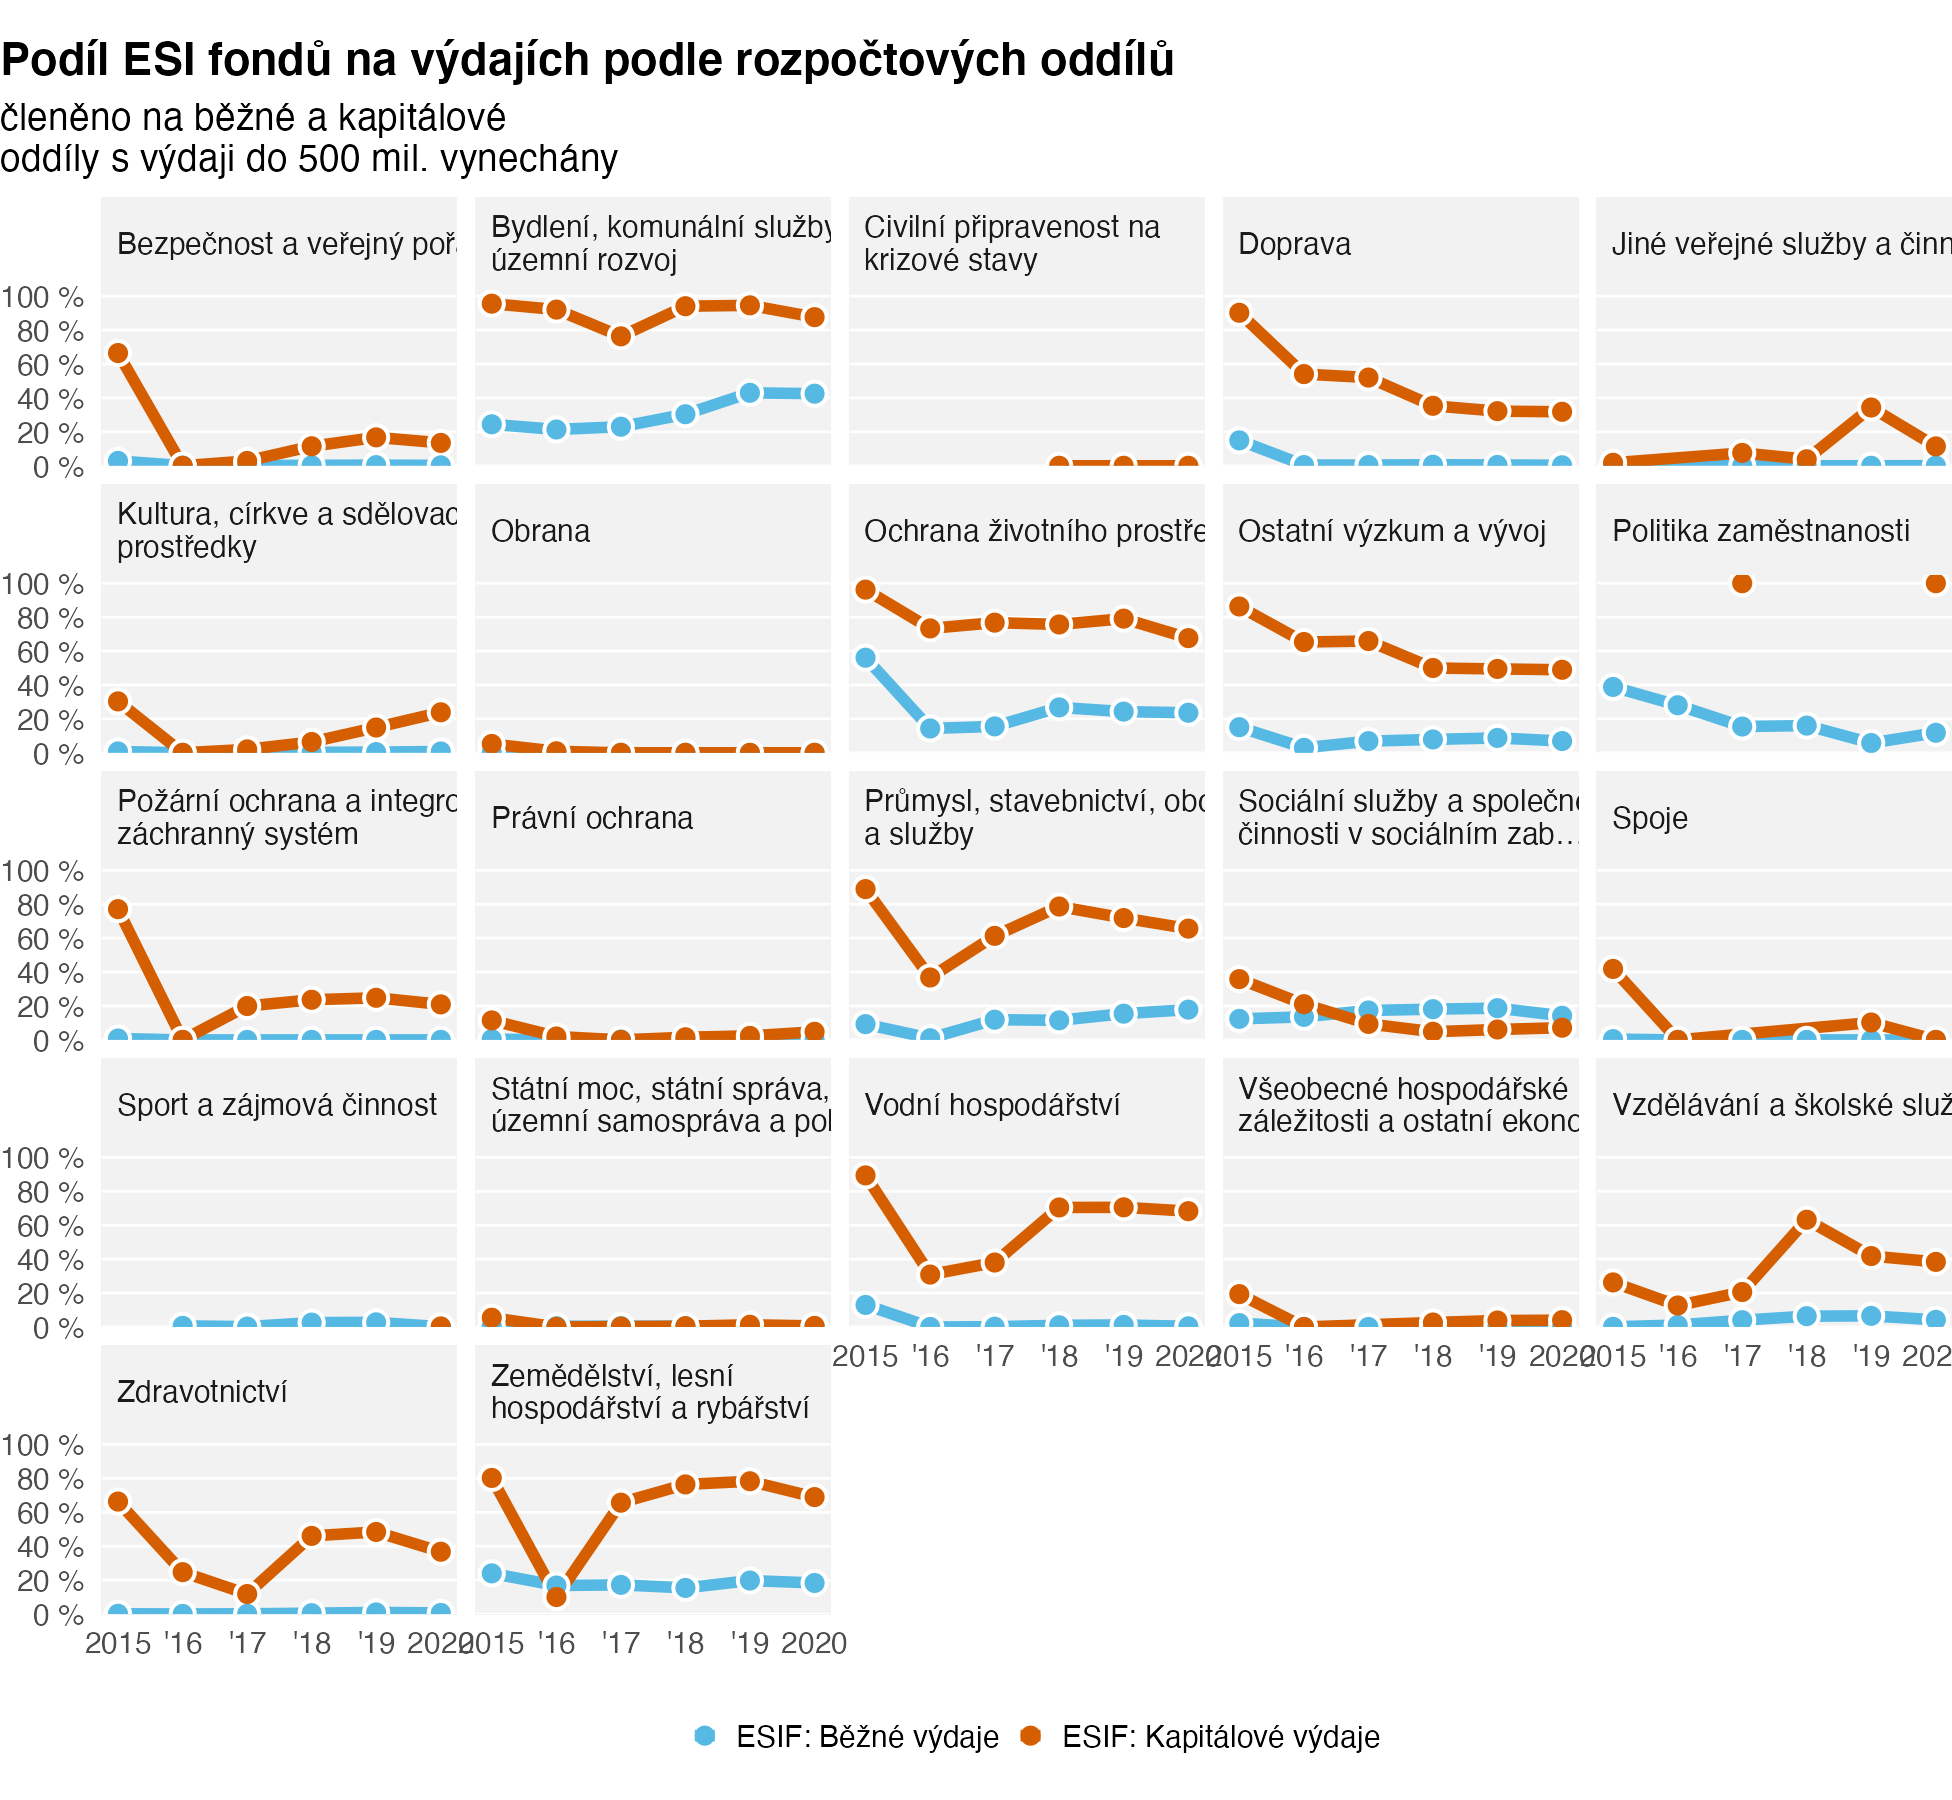 Podíl ESI fondů na výdajích podle rozpočtových oddílů
členěno na běžné a kapitálové
oddíly s výdaji do 500 mil. vynechány
Bezpečnost a veřejný pořá
Bydlení, komunální služby
územní rozvoj
Civilní připravenost na
krizové stavy
Doprava
Jiné veřejné služby a činn
100 %
80 %
60 %
40 %
20 %
0 %
Kultura, církve a sdělovac
prostředky
Obrana
Ochrana životního prostře
Ostatní výzkum a vývoj
Politika zaměstnanosti
100 %
80 %
60 %
40 %
20 %
0 %
Požární ochrana a integro
záchranný systém
Právní ochrana
Průmysl, stavebnictví, obc
a služby
Sociální služby a společné
činnosti v sociálním zab…
Spoje
100 %
80 %
60 %
40 %
20 %
0 %
Sport a zájmová činnost
Státní moc, státní správa,
územní samospráva a pol
Vodní hospodářství
Všeobecné hospodářské
záležitosti a ostatní ekono
Vzdělávání a školské služ
100 %
80 %
60 %
40 %
20 %
0 %
2015 '16 '17 '18 '19 2020
2015 '16 '17 '18 '19 2020
2015 '16 '17 '18 '19 202
Zdravotnictví
Zemědělství, lesní
hospodářství a rybářství
100 %
80 %
60 %
40 %
20 %
0 %
2015 '16 '17 '18 '19 2020
2015 '16 '17 '18 '19 2020
ESIF: Běžné výdaje
ESIF: Kapitálové výdaje